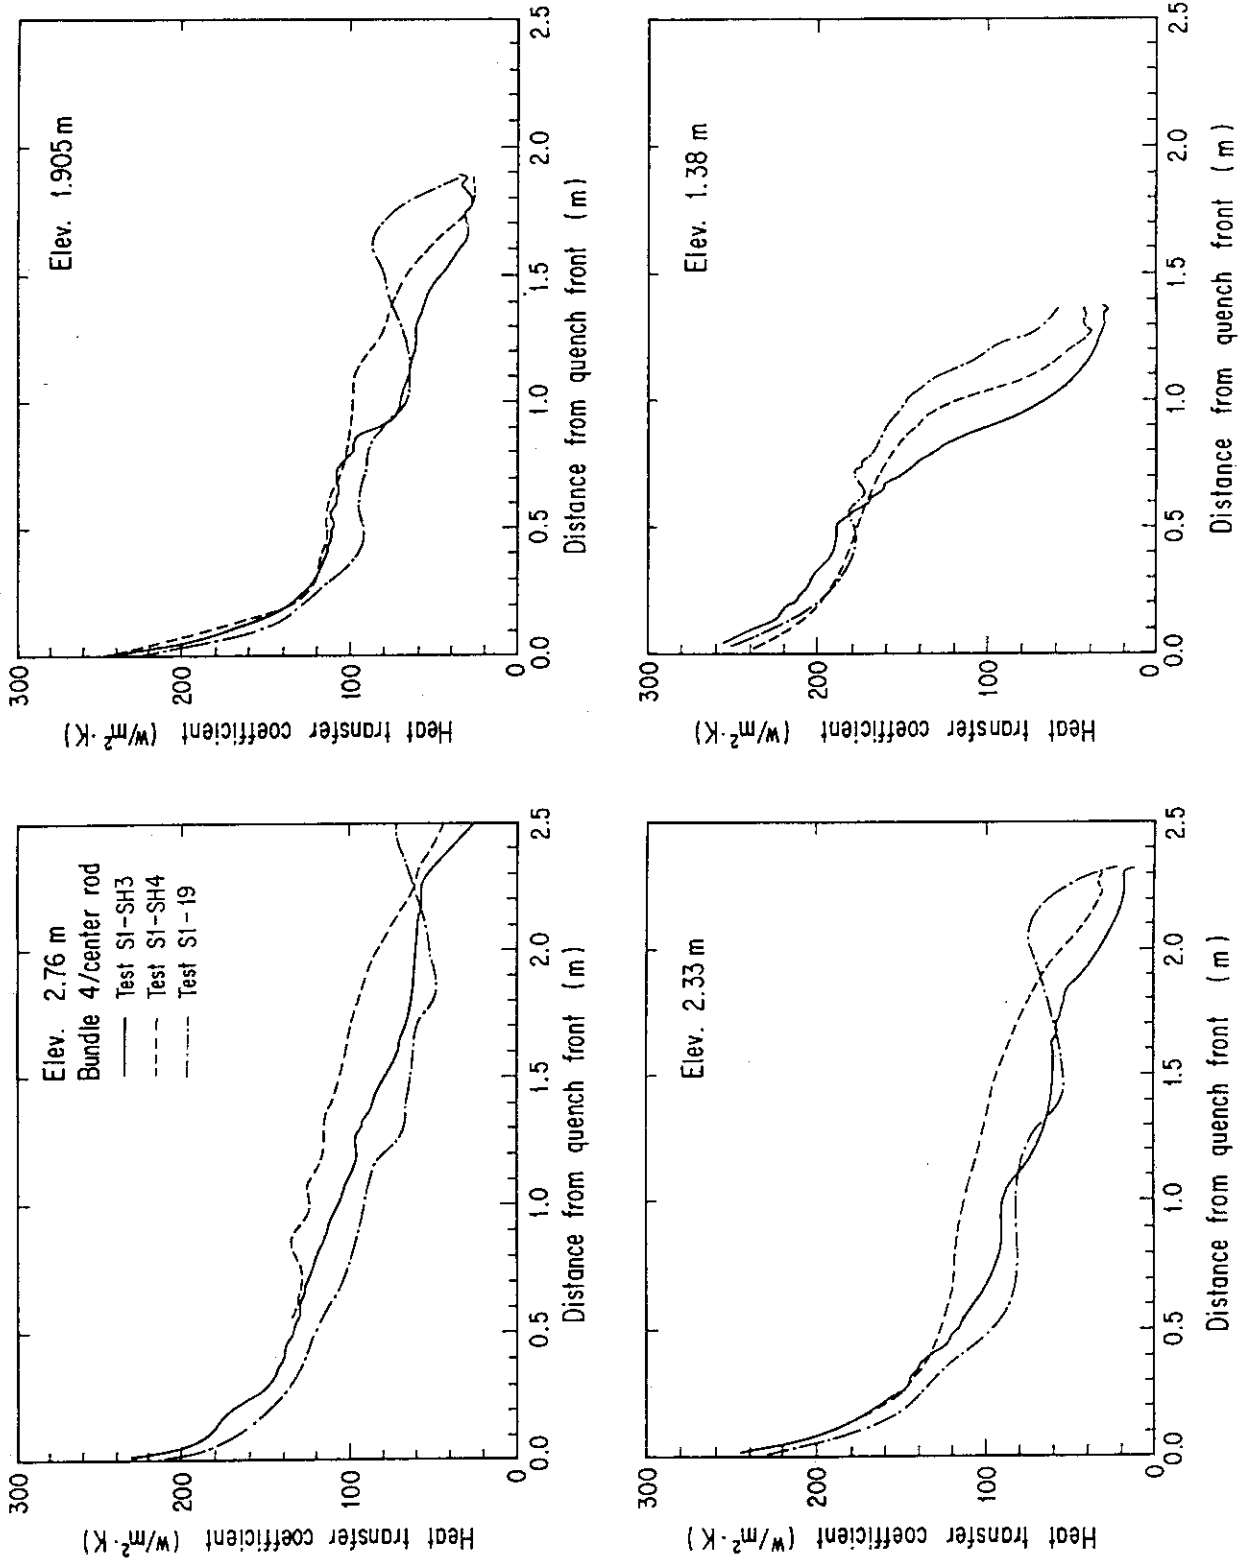 Elev. 2.76 m
Bundle 4/center rod
Test S1-SH3
Test S1-SH4
Test S1-19
300
200
100
0
Heat transfer coefficient (W/m²·K)
0.0 0.5 1.0 1.5 2.0 2.5
Distance from quench front (m)
Elev. 1.905 m
300
200
100
0
Heat transfer coefficient (W/m²·K)
0.0 0.5 1.0 1.5 2.0 2.5
Distance from quench front (m)
Elev. 2.33 m
300
200
100
0
Heat transfer coefficient (W/m²·K)
0.0 0.5 1.0 1.5 2.0 2.5
Distance from quench front (m)
Elev. 1.38 m
300
200
100
0
Heat transfer coefficient (W/m²·K)
0.0 0.5 1.0 1.5 2.0 2.5
Distance from quench front (m)